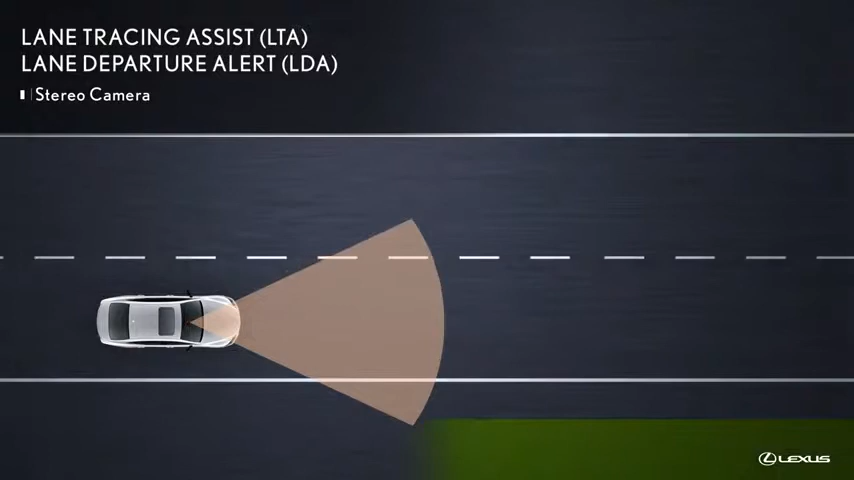 LANE TRACING ASSIST (LTA)
LANE DEPARTURE ALERT (LDA)
Stereo Camera
LEXUS